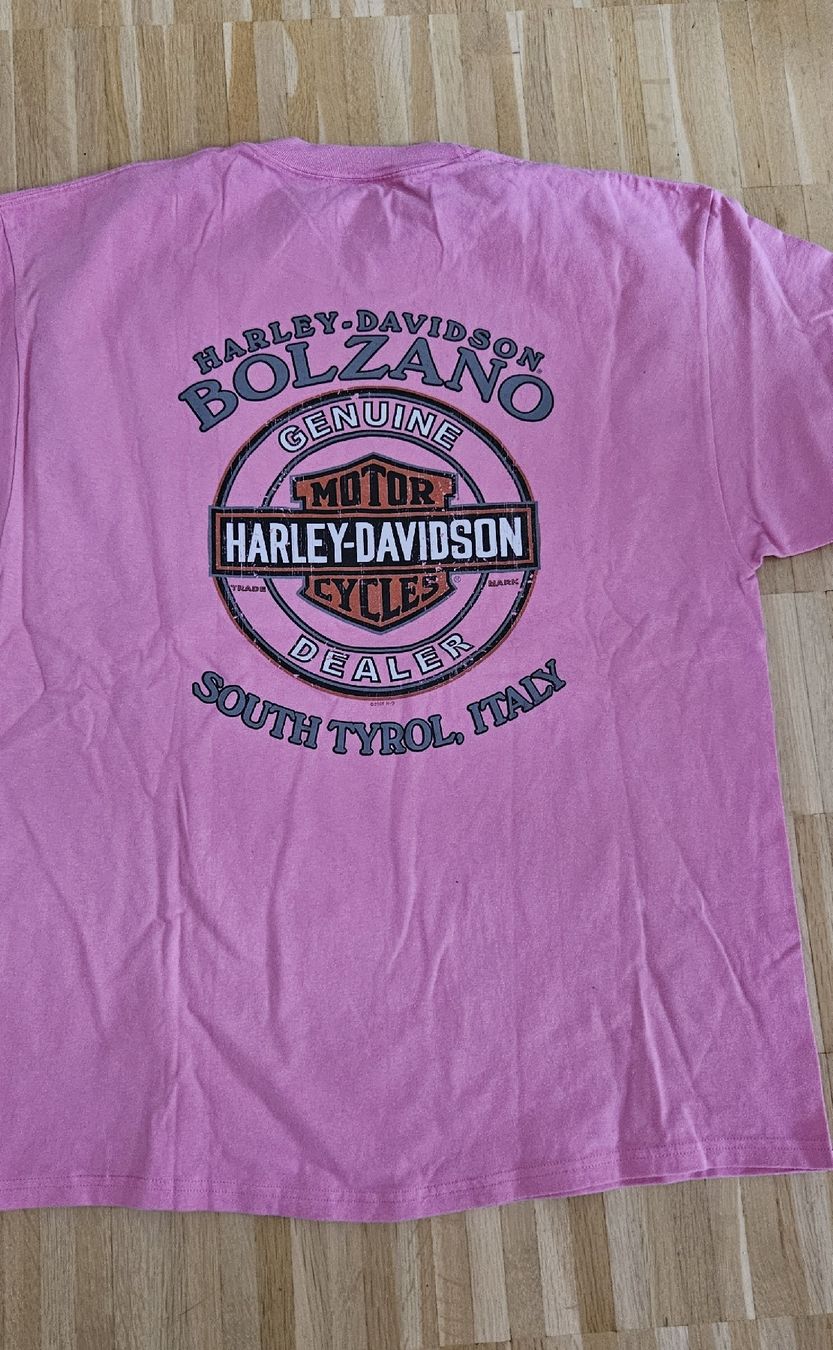 HARLEY-DAVIDSON
BOLZANO
GENUINE
MOTOR
HARLEY-DAVIDSON
CYCLES
TRADE MARK
DEALER
SOUTH TYROL, ITALY